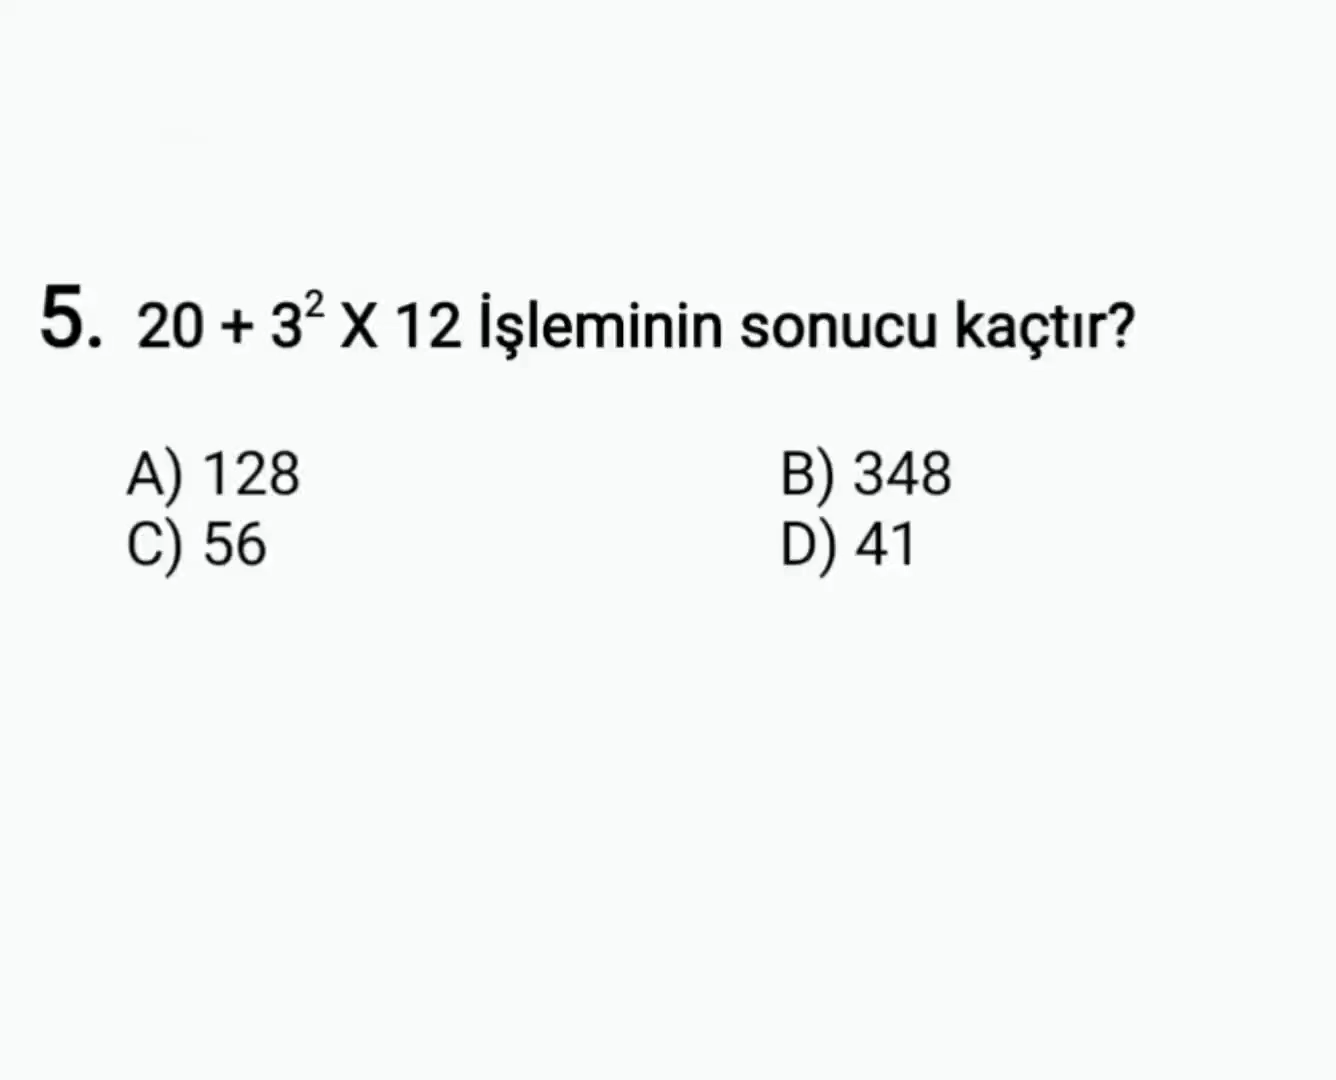 5. 20 + 3² X 12 İşleminin sonucu kaçtır?
A) 128 B) 348
C) 56 D) 41